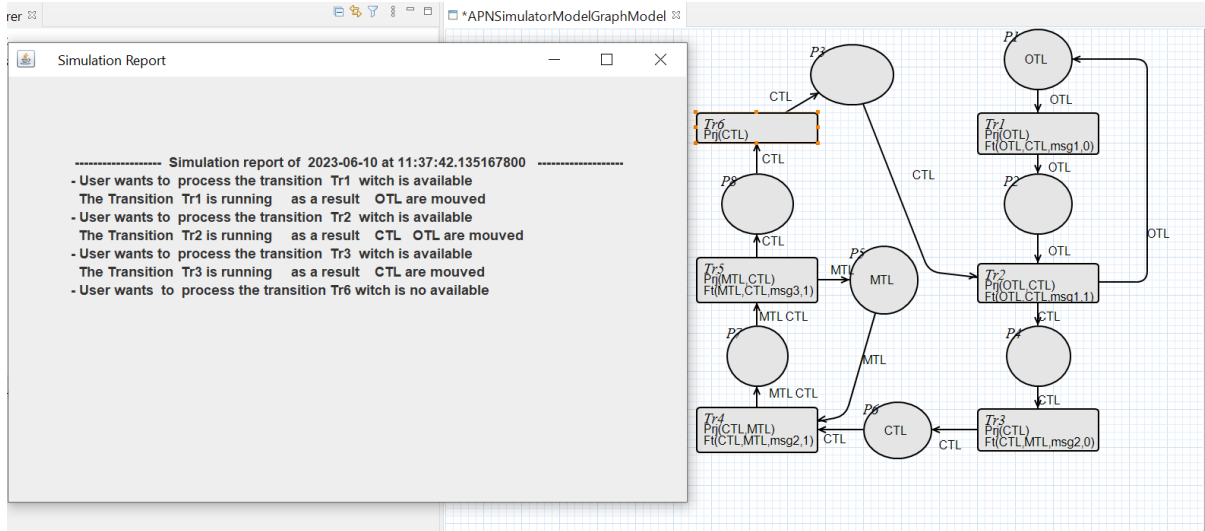 rer
*APNSimulatorModelGraphModel
Simulation Report
------------------- Simulation report of 2023-06-10 at 11:37:42.135167800 -------------------
- User wants to process the transition Tr1 witch is available
The Transition Tr1 is running as a result OTL are mouved
- User wants to process the transition Tr2 witch is available
The Transition Tr2 is running as a result CTL OTL are mouved
- User wants to process the transition Tr3 witch is available
The Transition Tr3 is running as a result CTL are mouved
- User wants to process the transition Tr6 witch is no available
P3
P1
OTL
CTL
OTL
Tr6
Prj(CTL)
Tr1
Prj(OTL)
Ft(OTL,CTL,msg1,0)
CTL
OTL
CTL
P8
P2
CTL
OTL
OTL
P5
MTL
MTL
Tr5
Prj(MTL,CTL)
Ft(MTL,CTL,msg3,1)
Tr2
Prj(OTL,CTL)
Ft(OTL,CTL,msg1,1)
MTL CTL
CTL
P7
P4
MTL
MTL CTL
CTL
Tr4
Prj(CTL,MTL)
Ft(CTL,MTL,msg2,1)
CTL
P6
CTL
CTL
Tr3
Prj(CTL)
Ft(CTL,MTL,msg2,0)